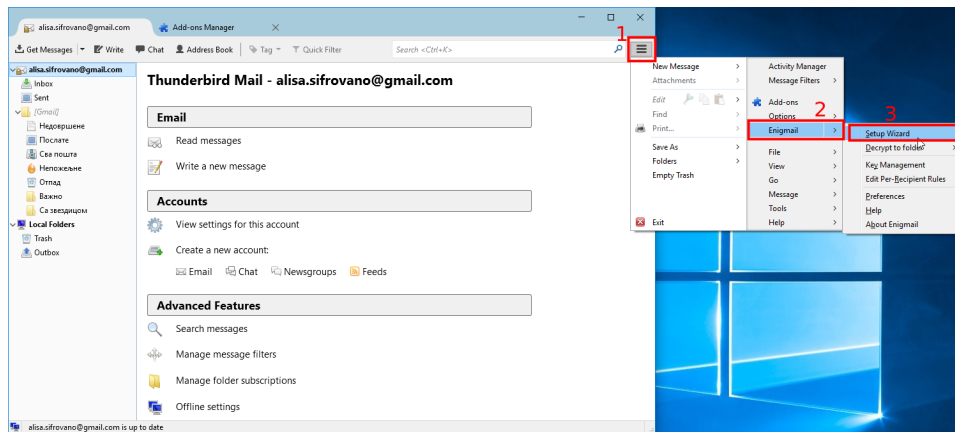 alisa.sifrovano@gmail.com
Add-ons Manager
1
Get Messages
Write
Chat
Address Book
Tag
Quick Filter
Search <Ctrl+K>
alisa.sifrovano@gmail.com
Inbox
Sent
[Gmail]
Недовршене
Послате
Сва пошта
Непожељне
Отпад
Важно
Са звездицом
Local Folders
Trash
Outbox
Thunderbird Mail - alisa.sifrovano@gmail.com
Email
Read messages
Write a new message
Accounts
View settings for this account
Create a new account:
Email
Chat
Newsgroups
Feeds
Advanced Features
Search messages
Manage message filters
Manage folder subscriptions
Offline settings
New Message
Attachments
Edit
Find
Print...
Save As
Folders
Empty Trash
Exit
Activity Manager
Message Filters
Add-ons
Options
2
Enigmail
File
View
Go
Message
Tools
Help
3
Setup Wizard
Decrypt to folder
Key Management
Edit Per-Recipient Rules
Preferences
Help
About Enigmail
alisa.sifrovano@gmail.com is up to date